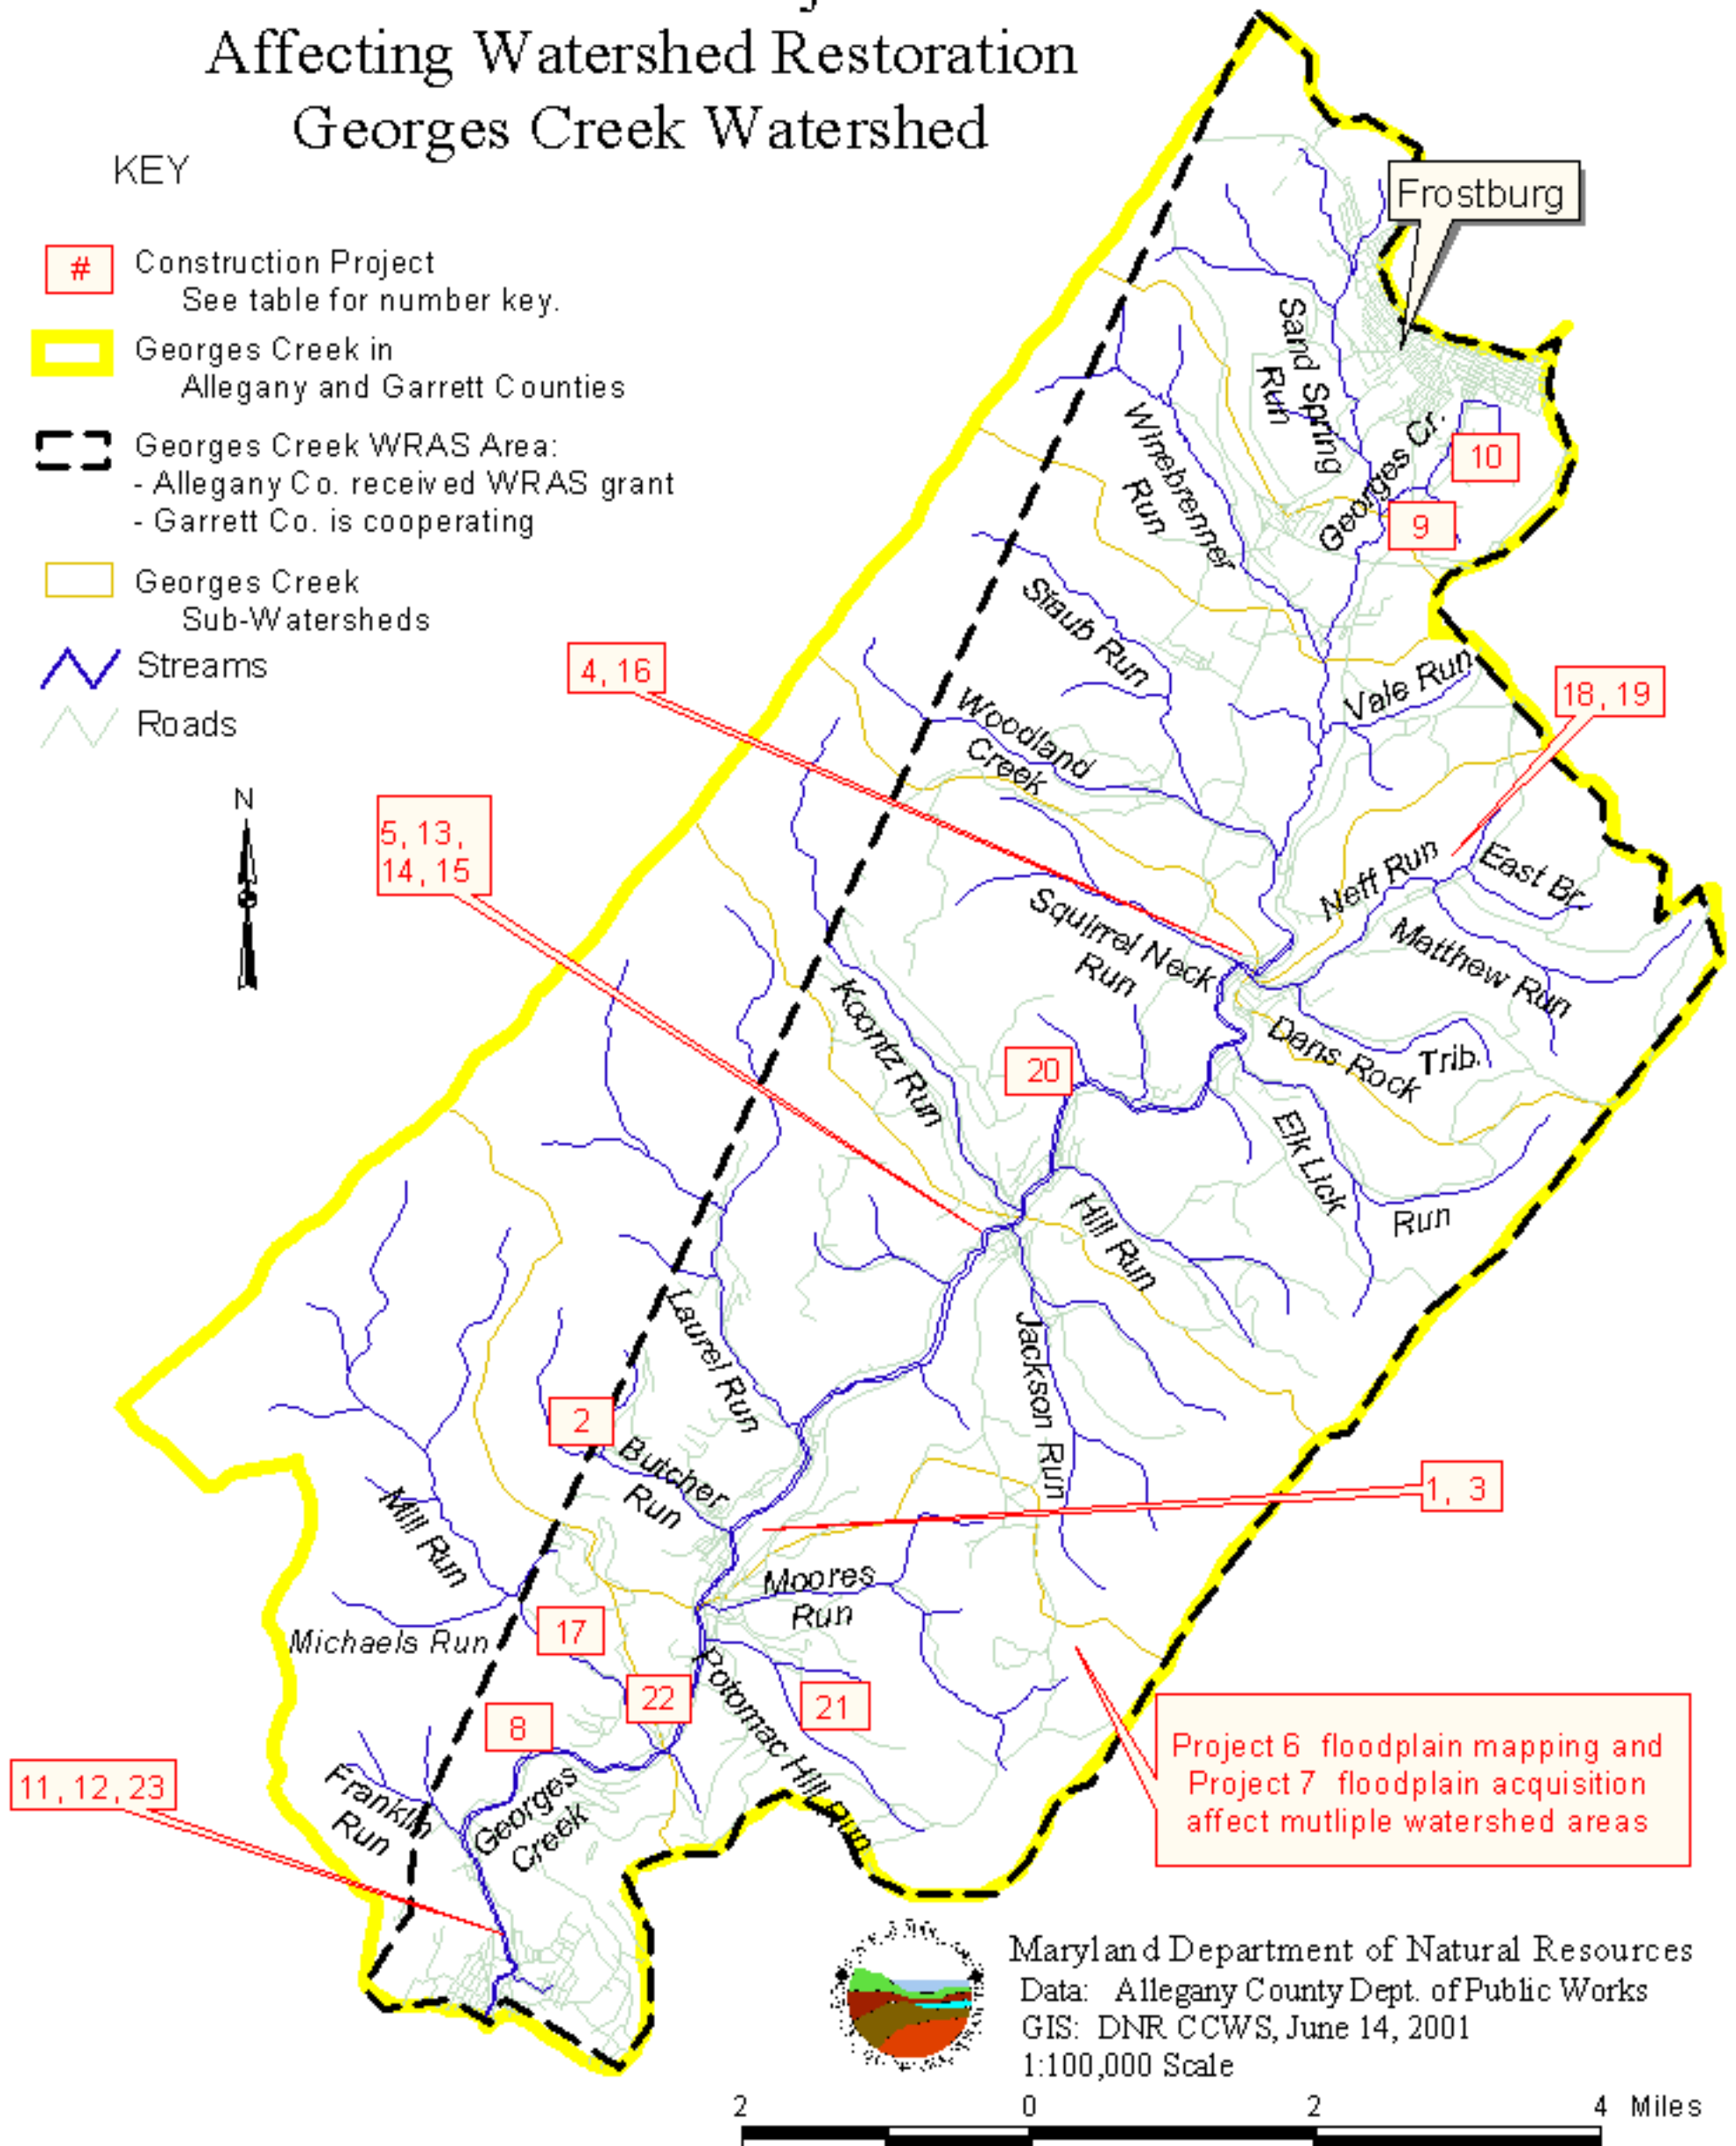 Affecting Watershed Restoration
Georges Creek Watershed
KEY
# Construction Project
See table for number key.
Georges Creek in
Allegany and Garrett Counties
Georges Creek WRAS Area:
- Allegany Co. received WRAS grant
- Garrett Co. is cooperating
Georges Creek
Sub-Watersheds
Streams
Roads
N
Frostburg
Sand Spring
Run
Georges Cr.
10
9
Winebrenner
Run
Staub Run
Vale Run
4, 16
18, 19
Woodland
Creek
5, 13,
14, 15
Neff Run
East Br.
Squirrel Neck
Run
Matthew Run
Koontz Run
Dans Rock
Trib.
20
Elk Lick
Run
Hill Run
Laurel Run
Jackson Run
2
Butcher
Run
1, 3
Mill Run
Moores
Run
Michaels Run
17
22
21
Potomac Hill Run
8
11, 12, 23
Franklin
Run
Georges
Creek
Project 6 floodplain mapping and
Project 7 floodplain acquisition
affect mutliple watershed areas
Maryland Department of Natural Resources
Data: Allegany County Dept. of Public Works
GIS: DNR CCWS, June 14, 2001
1:100,000 Scale
2 0 2 4 Miles